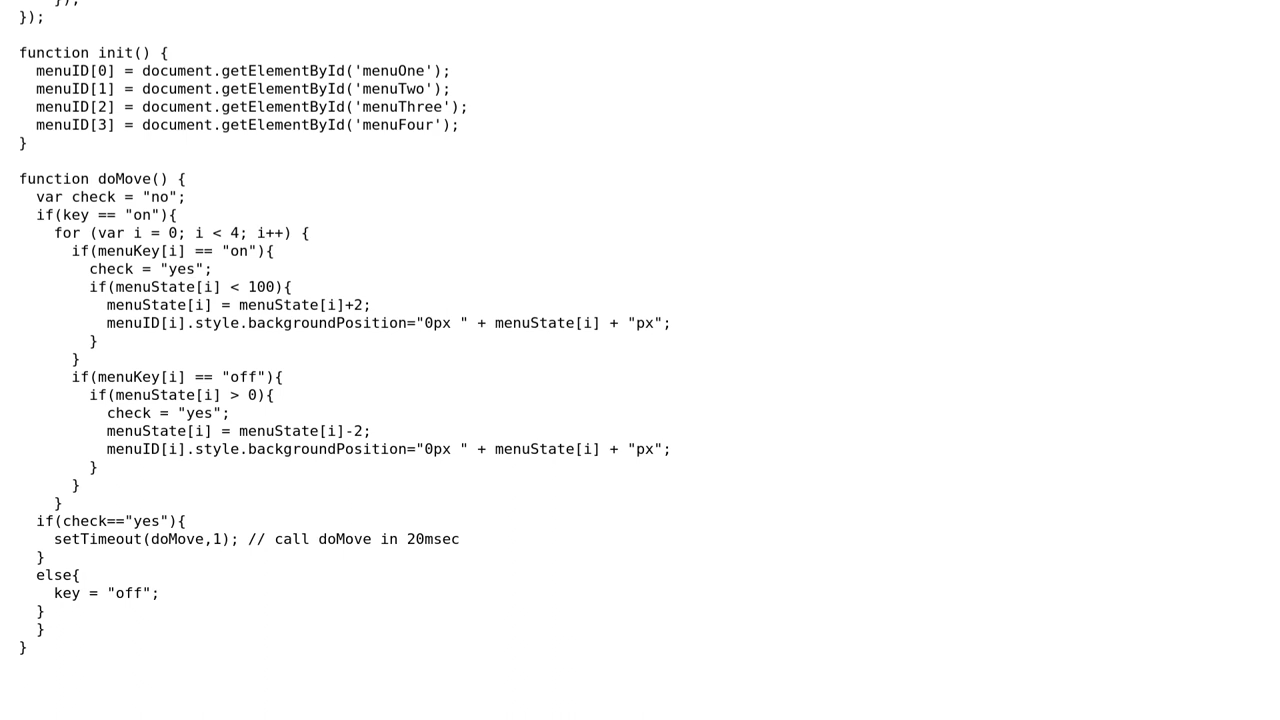 });
});

function init() {
  menuID[0] = document.getElementById('menuOne');
  menuID[1] = document.getElementById('menuTwo');
  menuID[2] = document.getElementById('menuThree');
  menuID[3] = document.getElementById('menuFour');
}

function doMove() {
  var check = "no";
  if(key == "on"){
    for (var i = 0; i < 4; i++) {
      if(menuKey[i] == "on"){
        check = "yes";
        if(menuState[i] < 100){
          menuState[i] = menuState[i]+2;
          menuID[i].style.backgroundPosition="0px " + menuState[i] + "px";
        }
      }
      if(menuKey[i] == "off"){
        if(menuState[i] > 0){
          check = "yes";
          menuState[i] = menuState[i]-2;
          menuID[i].style.backgroundPosition="0px " + menuState[i] + "px";
        }
      }
    }
  if(check=="yes"){
    setTimeout(doMove,1); // call doMove in 20msec
  }
  else{
    key = "off";
  }
  }
}